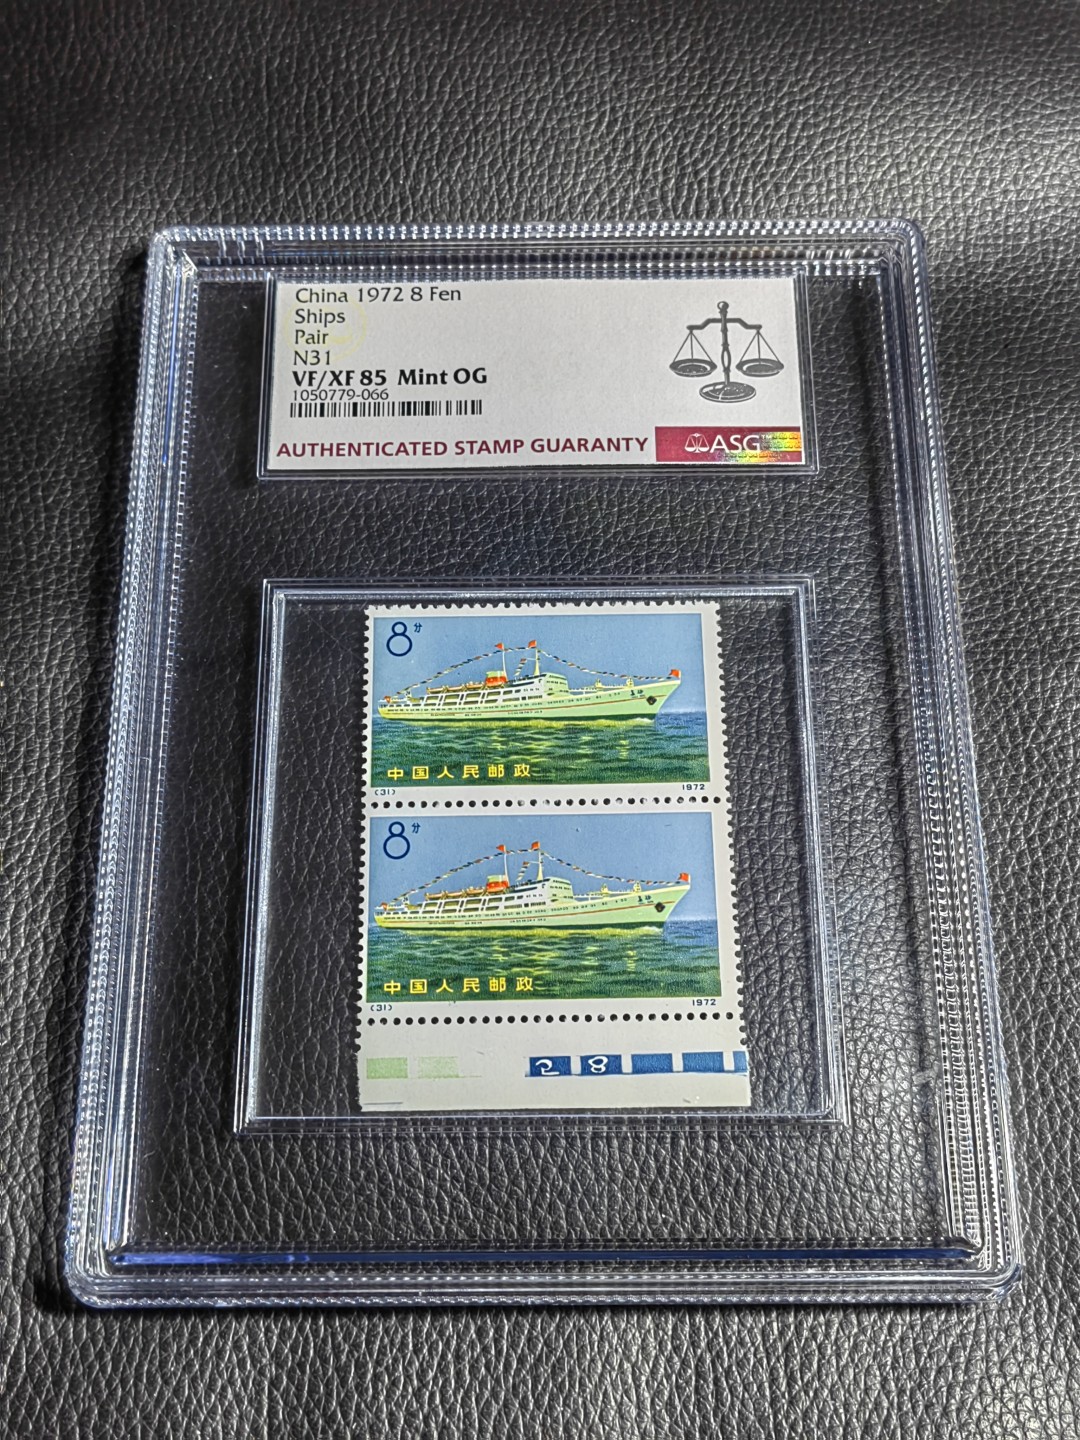 China 1972 8 Fen
Ships
Pair
N31
VF/XF 85 Mint OG
1050779-066
AUTHENTICATED STAMP GUARANTY
ASG
8分
中国人民邮政
(31) 1972
8分
中国人民邮政
(31) 1972
28